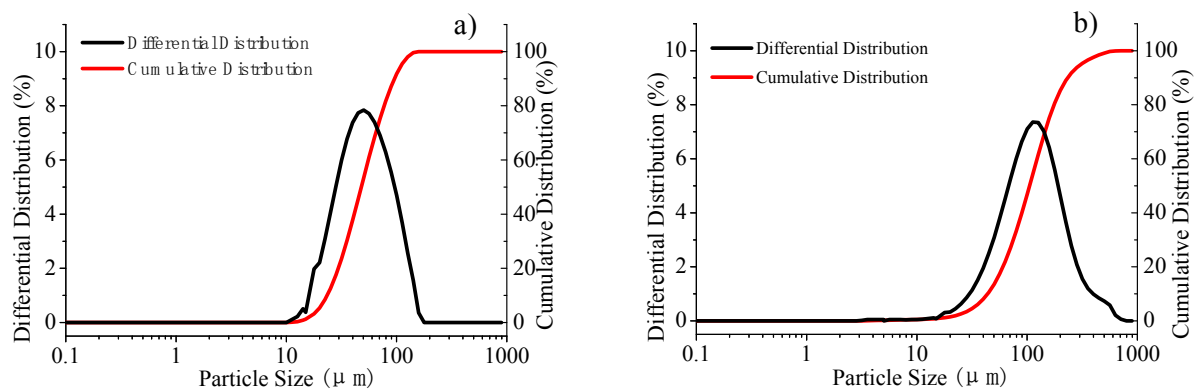 a)
Differential Distribution
Cumulative Distribution
Differential Distribution (%)
10
8
6
4
2
0
100
80
60
40
20
0
Cumulative Distribution (%)
0.1 1 10 100 1000
Particle Size (μm)
b)
Differential Distribution
Cumulative Distribution
Differential Distribution (%)
10
8
6
4
2
0
100
80
60
40
20
0
Cumulative Distribution (%)
0.1 1 10 100 1000
Particle Size (μm)